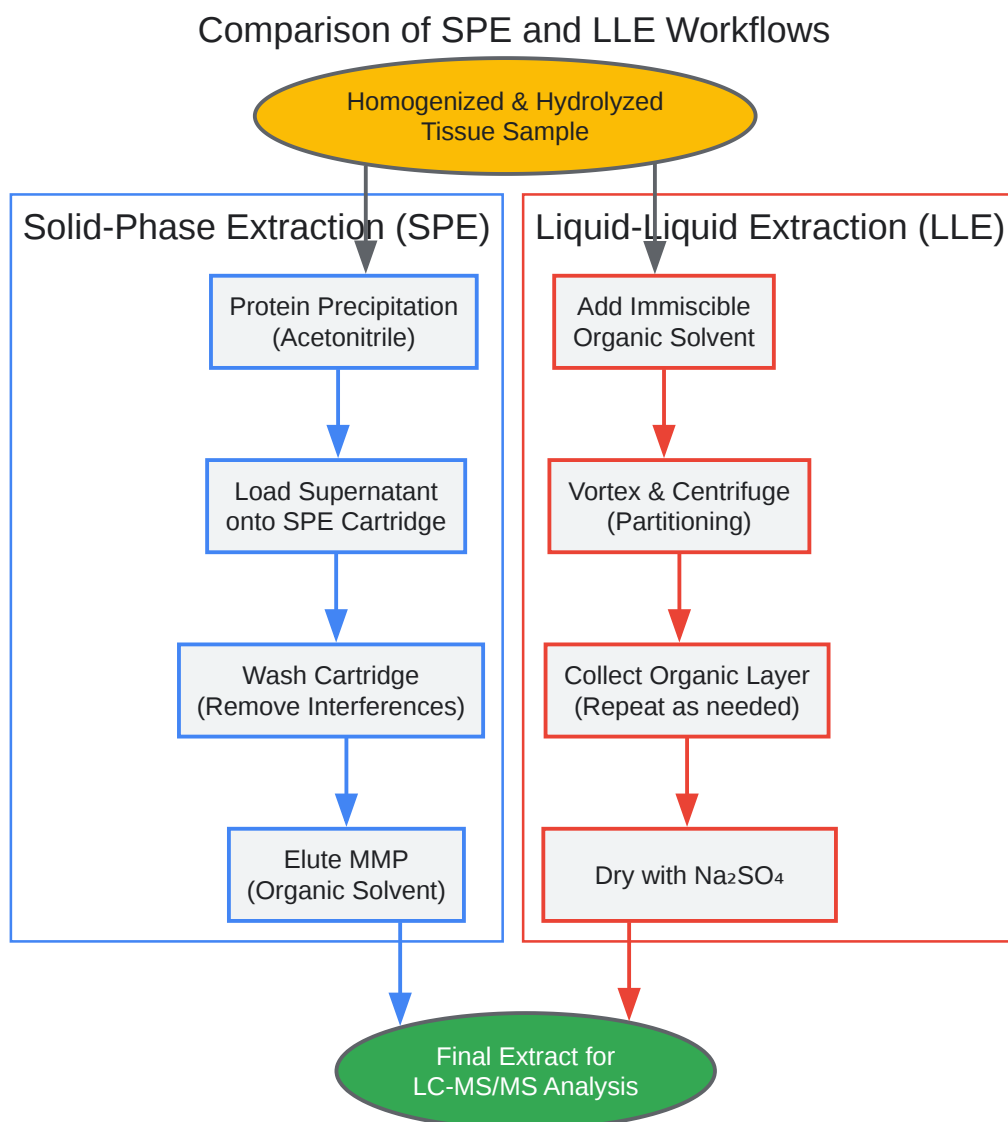 Comparison of SPE and LLE Workflows
Homogenized & Hydrolyzed
Tissue Sample
Solid-Phase Extraction (SPE)
Protein Precipitation
(Acetonitrile)
Load Supernatant
onto SPE Cartridge
Wash Cartridge
(Remove Interferences)
Elute MMP
(Organic Solvent)
Liquid-Liquid Extraction (LLE)
Add Immiscible
Organic Solvent
Vortex & Centrifuge
(Partitioning)
Collect Organic Layer
(Repeat as needed)
Dry with Na₂SO₄
Final Extract for
LC-MS/MS Analysis